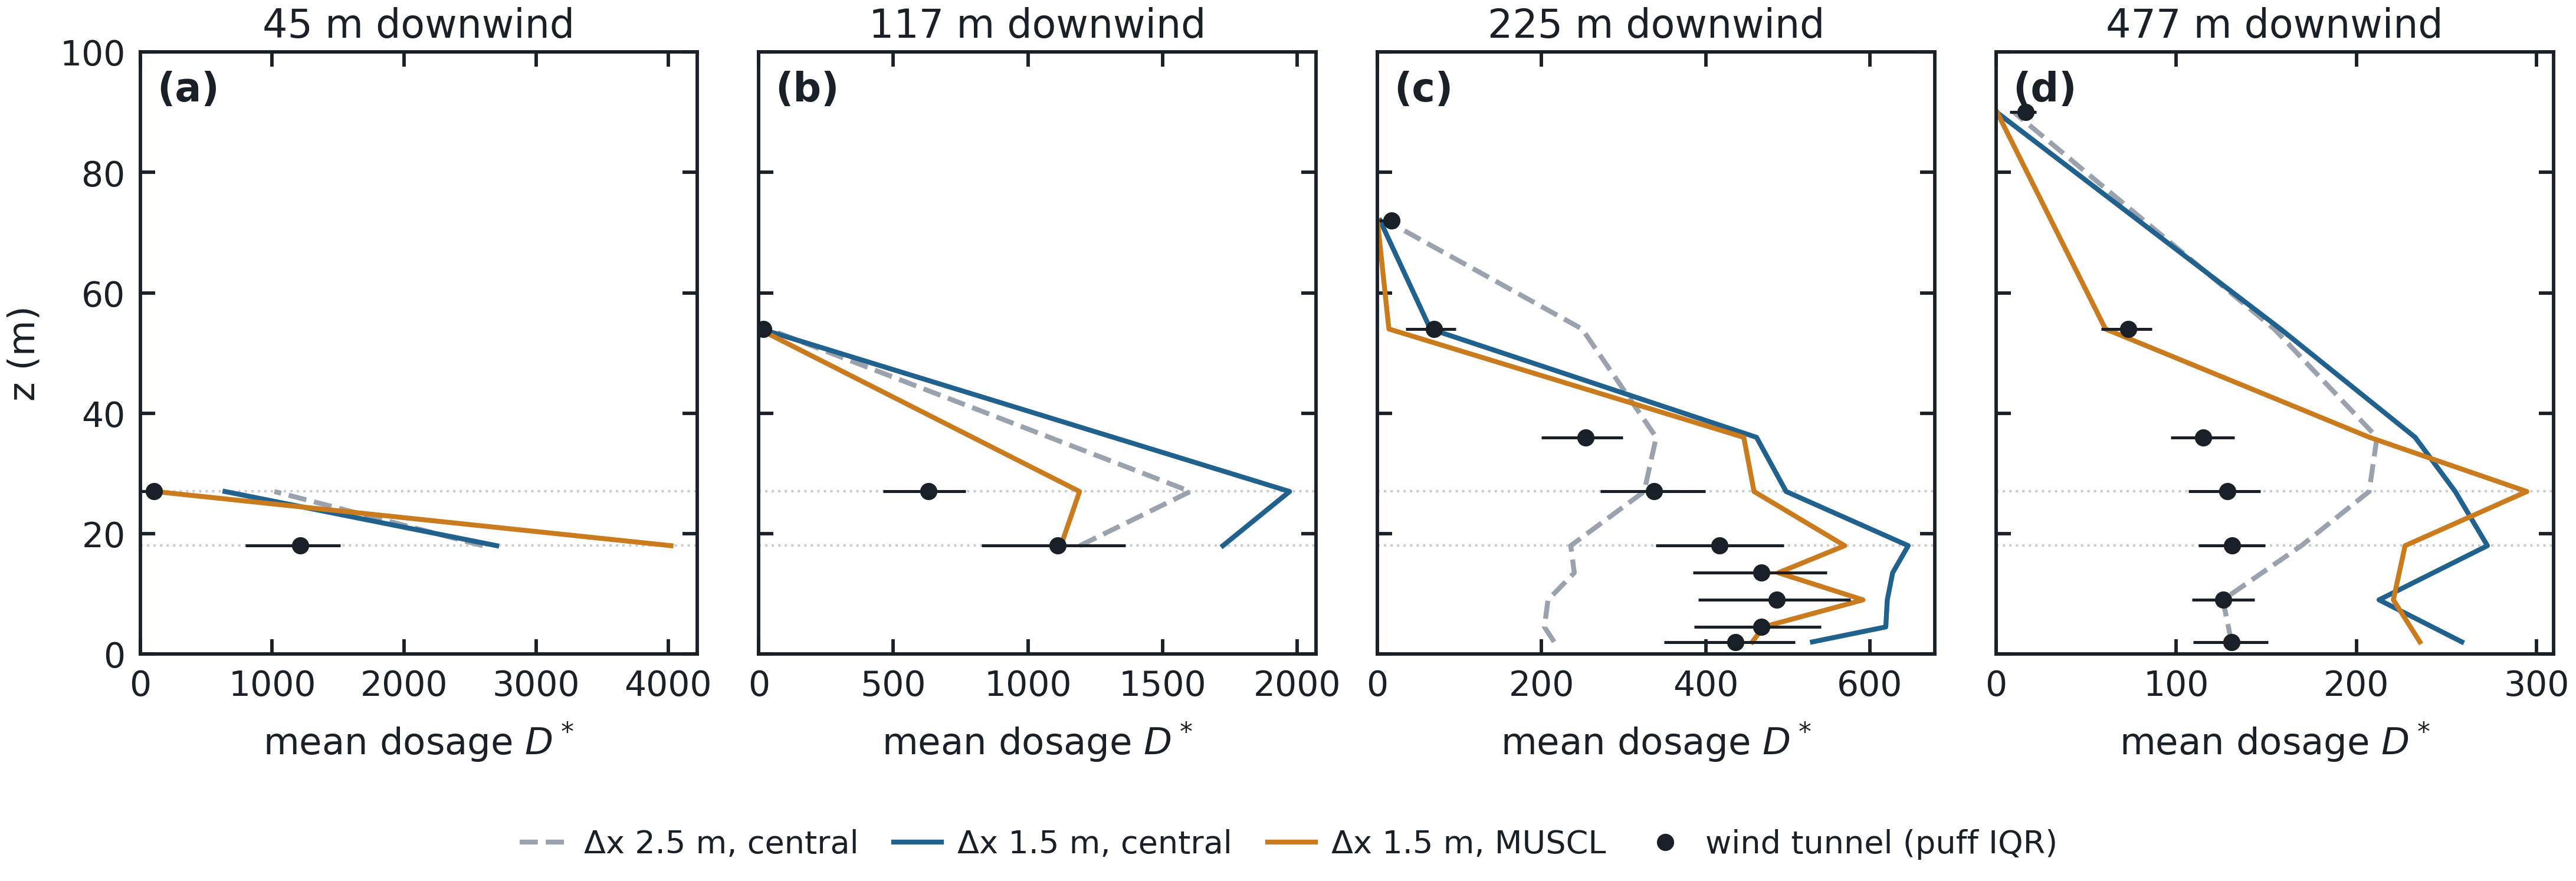 45 m downwind
117 m downwind
225 m downwind
477 m downwind
(a)
(b)
(c)
(d)
100
80
60
40
20
0
z (m)
0 1000 2000 3000 4000
0 500 1000 1500 2000
0 200 400 600
0 100 200 300
mean dosage D*
mean dosage D*
mean dosage D*
mean dosage D*
Δx 2.5 m, central
Δx 1.5 m, central
Δx 1.5 m, MUSCL
wind tunnel (puff IQR)